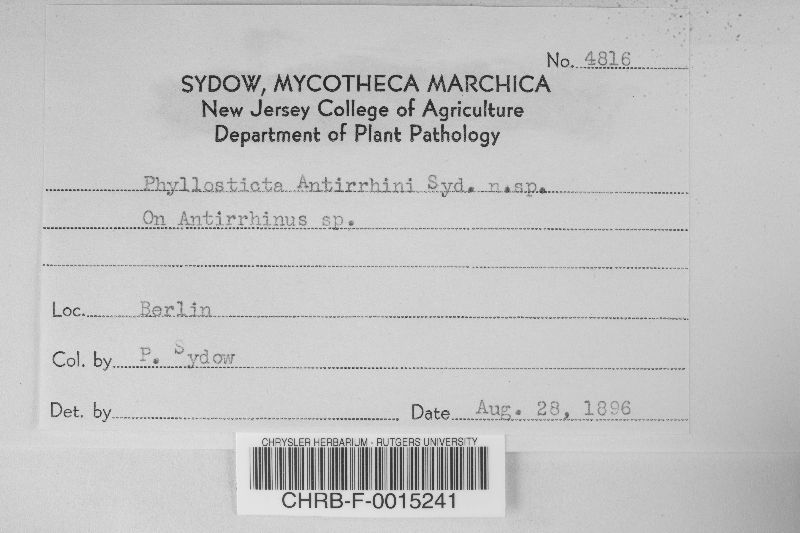 No. 4816
SYDOW, MYCOTHECA MARCHICA
New Jersey College of Agriculture
Department of Plant Pathology
Phyllosticta Antirrhini Syd. n.sp.
On Antirrhinus sp.
Loc. Berlin
Col. by P. Sydow
Det. by Date Aug. 28, 1896
CHRYSLER HERBARIUM - RUTGERS UNIVERSITY
CHRB-F-0015241